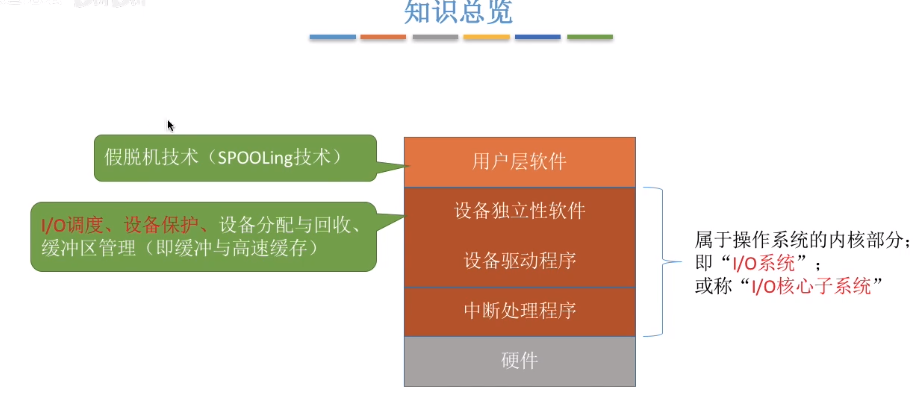 知识总览
假脱机技术（SPOOLing技术）
用户层软件
I/O调度、设备保护、设备分配与回收、
缓冲区管理（即缓冲与高速缓存）
设备独立性软件
设备驱动程序
中断处理程序
硬件
属于操作系统的内核部分；
即“I/O系统”；
或称“I/O核心子系统”